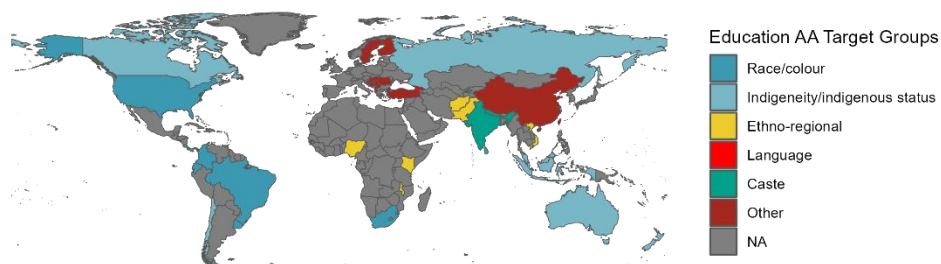 Education AA Target Groups
Race/colour
Indigeneity/indigenous status
Ethno-regional
Language
Caste
Other
NA